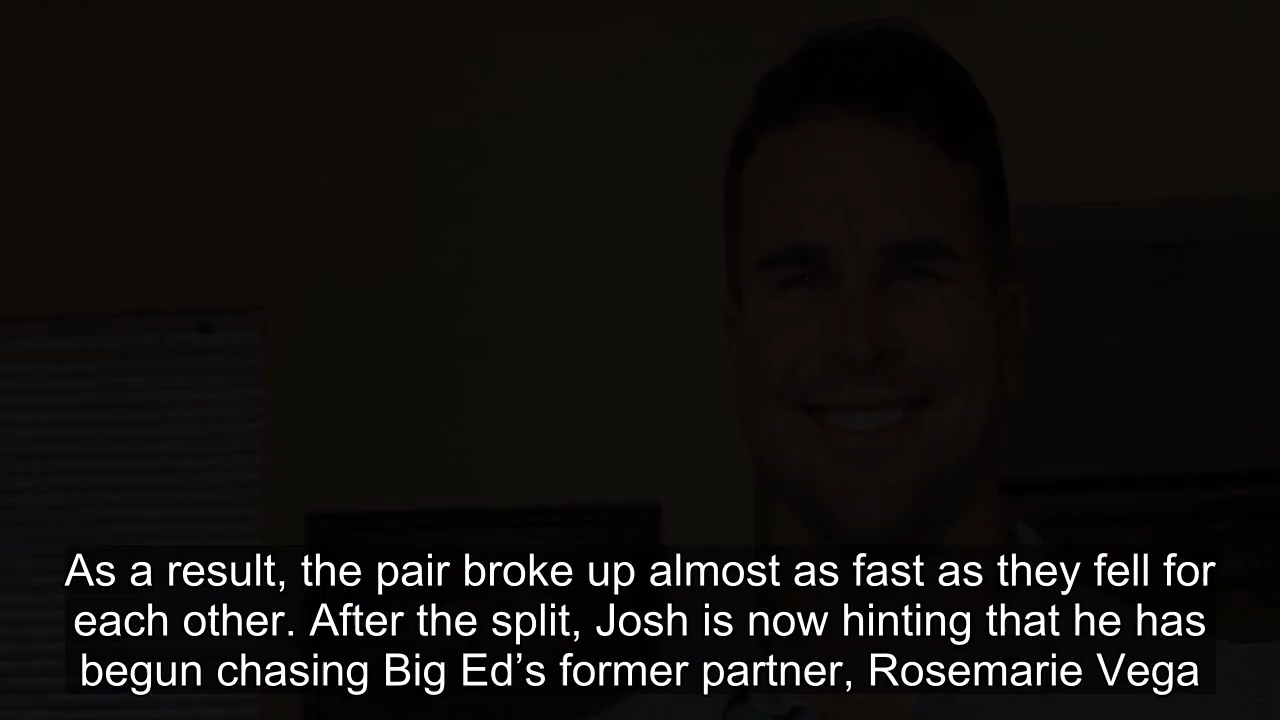 As a result, the pair broke up almost as fast as they fell for
each other. After the split, Josh is now hinting that he has
begun chasing Big Ed’s former partner, Rosemarie Vega